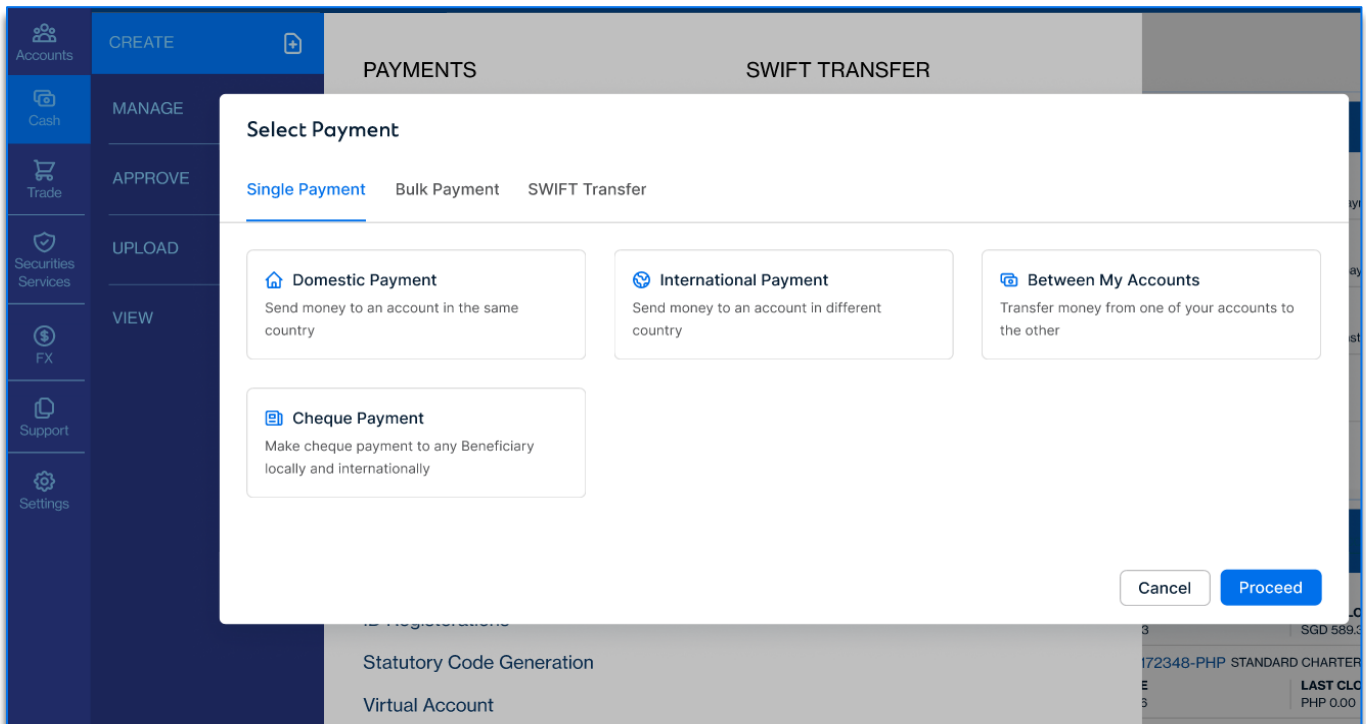 Accounts
Cash
Trade
Securities
Services
FX
Support
Settings
CREATE
MANAGE
APPROVE
UPLOAD
VIEW
PAYMENTS
SWIFT TRANSFER
Select Payment
Single Payment
Bulk Payment
SWIFT Transfer
Domestic Payment
Send money to an account in the same
country
International Payment
Send money to an account in different
country
Between My Accounts
Transfer money from one of your accounts to
the other
Cheque Payment
Make cheque payment to any Beneficiary
locally and internationally
Cancel
Proceed
Statutory Code Generation
Virtual Account
3
SGD 589.3
172348-PHP STANDARD CHARTER
E
LAST CLO
6
PHP 0.00